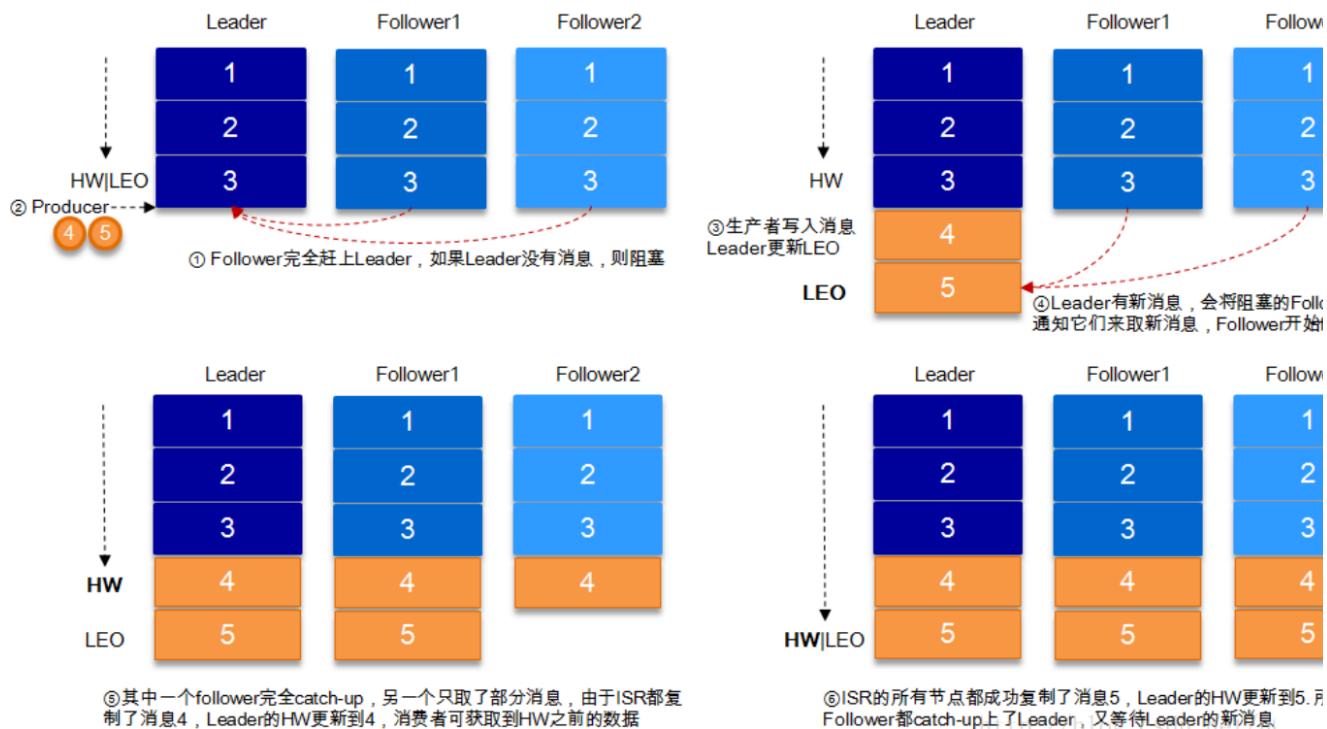 Leader Follower1 Follower2
1 1 1
2 2 2
HW|LEO 3 3 3
② Producer
4 5
① Follower完全赶上Leader，如果Leader没有消息，则阻塞
Leader Follower1
1 1 1
2 2 2
HW 3 3 3
③生产者写入消息
Leader更新LEO
4
LEO 5
④Leader有新消息，会将阻塞的
通知它们来取新消息，Follower开始
Leader Follower1 Follower2
1 1 1
2 2 2
3 3 3
HW 4 4 4
LEO 5 5
⑤其中一个follower完全catch-up，另一个只取了部分消息，由于ISR都复
制了消息4，Leader的HW更新到4，消费者可获取到HW之前的数据
Leader Follower1
1 1 1
2 2 2
3 3 3
4 4 4
HW|LEO 5 5 5
⑥ISR的所有节点都成功复制了消息5，Leader的HW更新到5.
Follower都catch-up上了Leader，又等待Leader的新消息